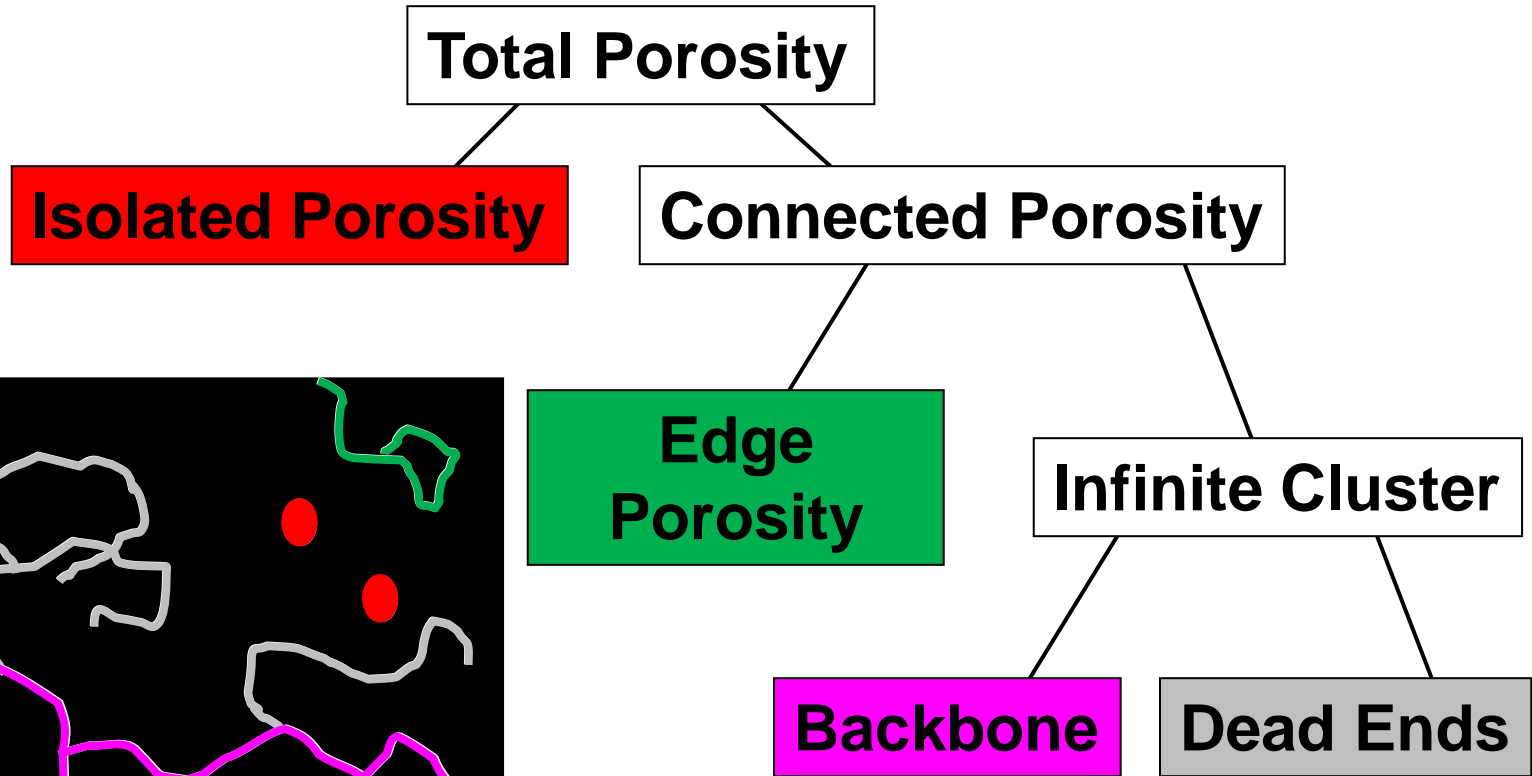 Total Porosity
Isolated Porosity
Connected Porosity
Edge
Porosity
Infinite Cluster
Backbone
Dead Ends